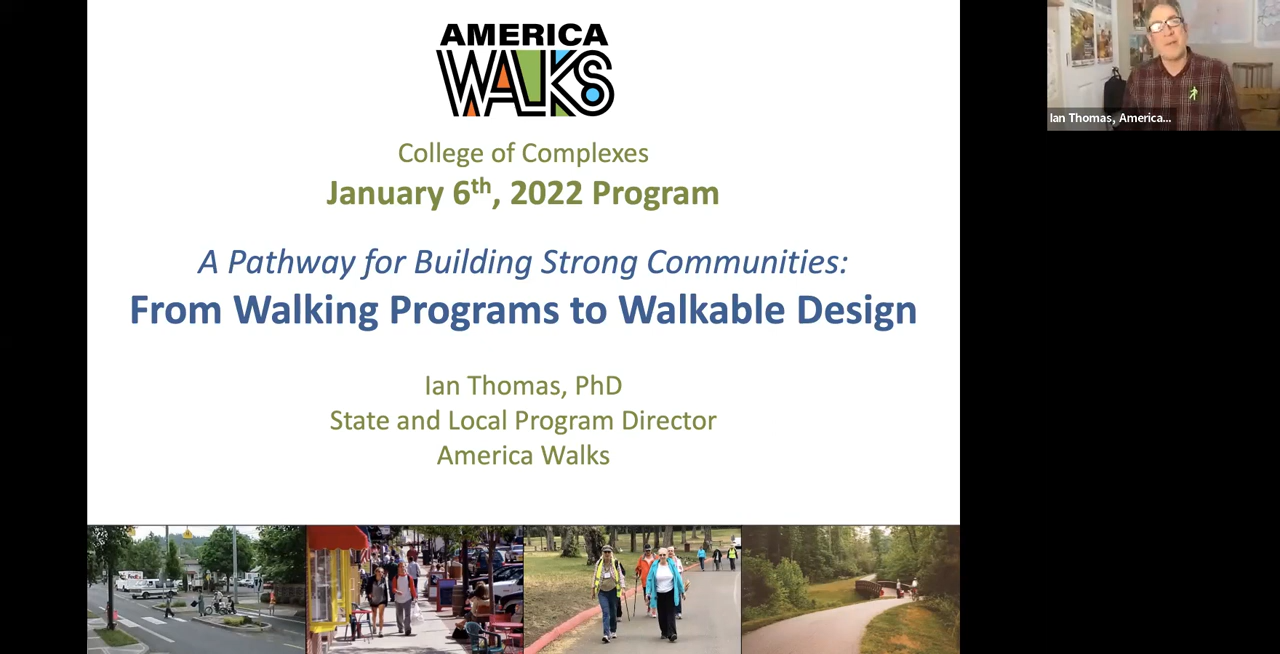 AMERICA
WALKS
College of Complexes
January 6th, 2022 Program
A Pathway for Building Strong Communities:
From Walking Programs to Walkable Design
Ian Thomas, PhD
State and Local Program Director
America Walks
Ian Thomas, America...